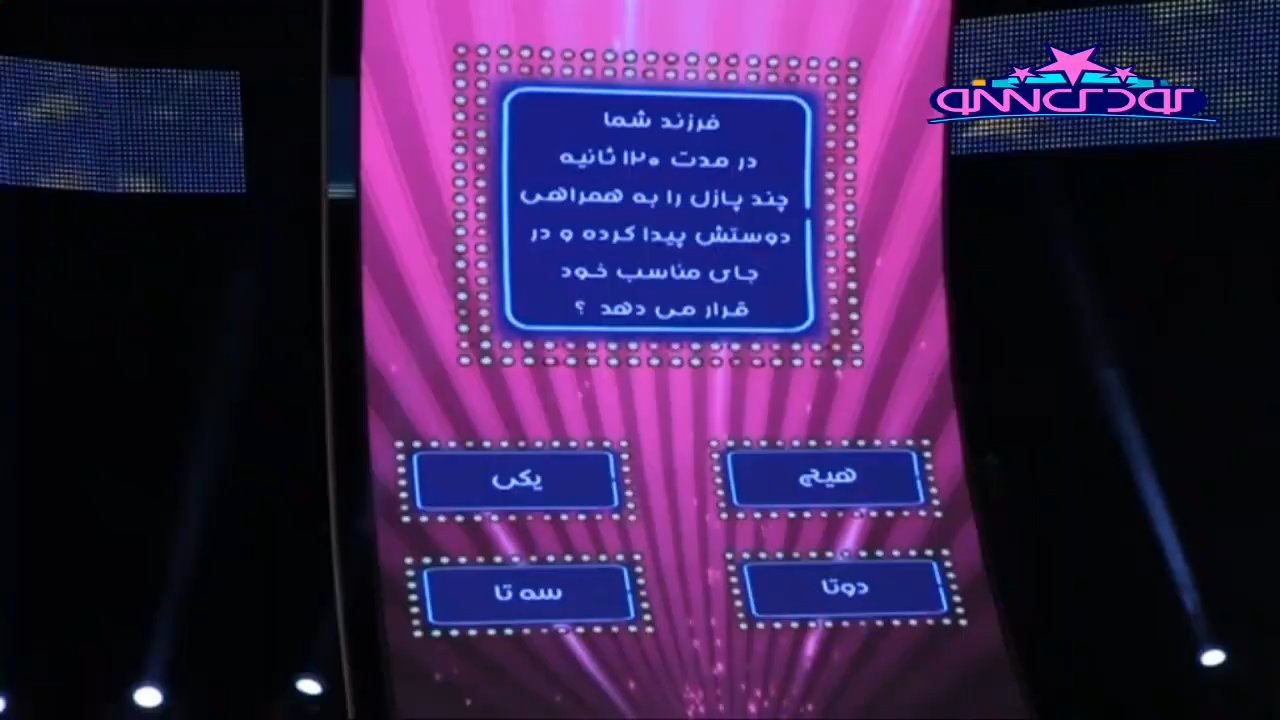 فرزند شما
در مدت ۱۲۰ ثانیه
چند پازل را به همراهی
دوستش پیدا کرده و در
جای مناسب خود
قرار می دهد ؟
هیچ
یکی
دوتا
سه تا